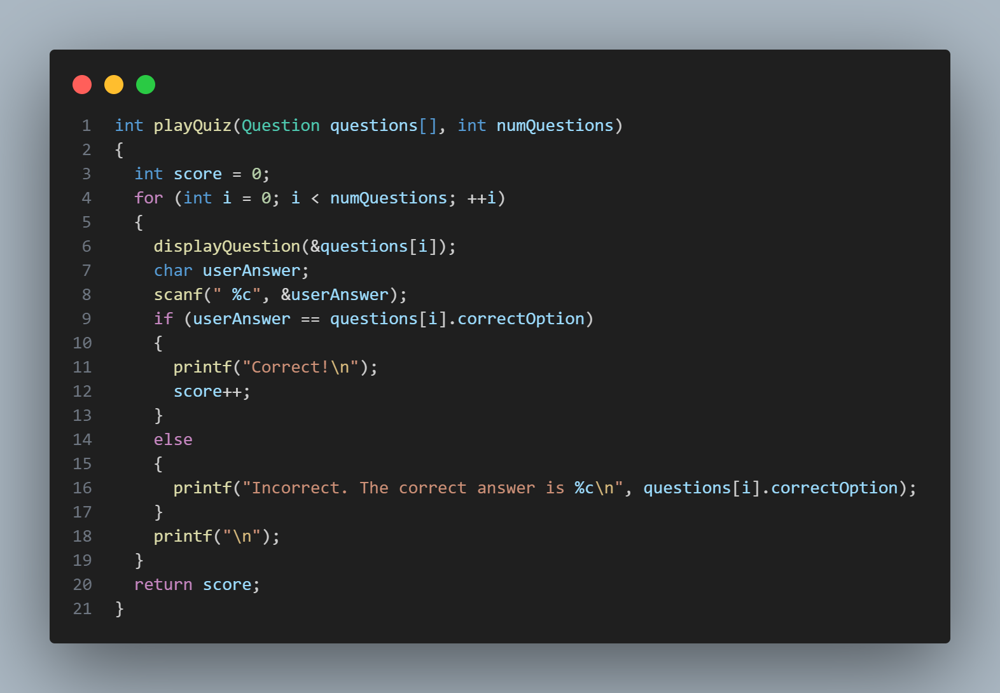 1 int playQuiz(Question questions[], int numQuestions)
2 {
3   int score = 0;
4   for (int i = 0; i < numQuestions; ++i)
5   {
6     displayQuestion(&questions[i]);
7     char userAnswer;
8     scanf(" %c", &userAnswer);
9     if (userAnswer == questions[i].correctOption)
10     {
11       printf("Correct!\n");
12       score++;
13     }
14     else
15     {
16       printf("Incorrect. The correct answer is %c\n", questions[i].correctOption);
17     }
18     printf("\n");
19   }
20   return score;
21 }